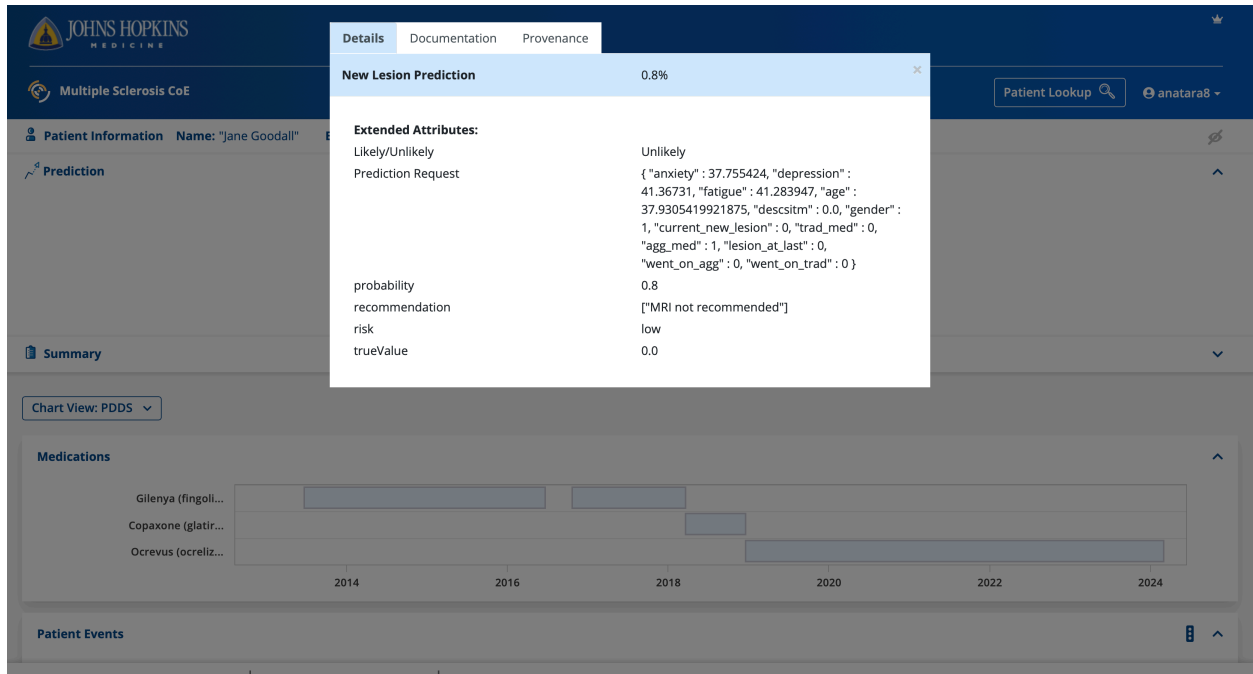 JOHNS HOPKINS
MEDICINE
Details Documentation Provenance
New Lesion Prediction 0.8% ×
Multiple Sclerosis CoE
Patient Lookup anatara8
Patient Information Name: "Jane Goodall"
Prediction
Extended Attributes:
Likely/Unlikely Unlikely
Prediction Request { "anxiety" : 37.755424, "depression" :
41.36731, "fatigue" : 41.283947, "age" :
37.9305419921875, "descsitm" : 0.0, "gender" :
1, "current_new_lesion" : 0, "trad_med" : 0,
"agg_med" : 1, "lesion_at_last" : 0,
"went_on_agg" : 0, "went_on_trad" : 0 }
probability 0.8
recommendation ["MRI not recommended"]
risk low
trueValue 0.0
Summary
Chart View: PDDS
Medications
Gilenya (fingoli...
Copaxone (glatir...
Ocrevus (ocreliz...
2014 2016 2018 2020 2022 2024
Patient Events